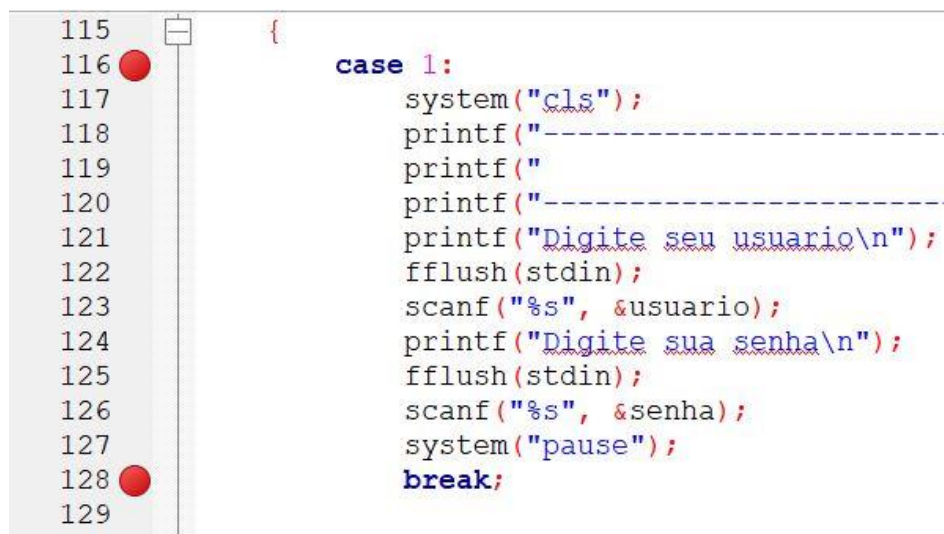 115 {
116 case 1:
117 system("cls");
118 printf("-----------------------
119 printf("
120 printf("-----------------------
121 printf("Digite seu usuario\n");
122 fflush(stdin);
123 scanf("%s", &usuario);
124 printf("Digite sua senha\n");
125 fflush(stdin);
126 scanf("%s", &senha);
127 system("pause");
128 break;
129